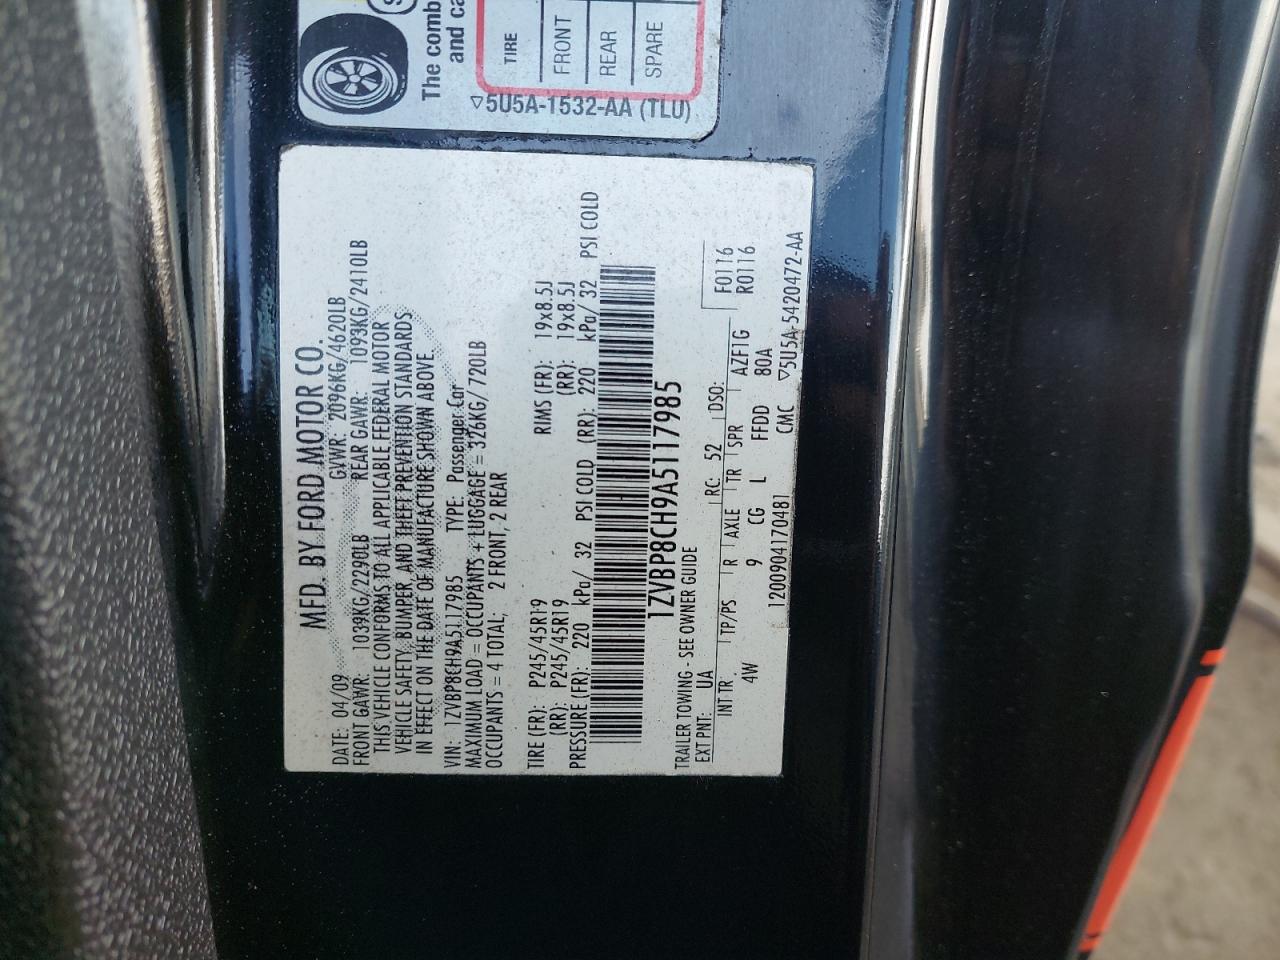 The comb
and ca
TIRE
FRONT
REAR
SPARE
▽5U5A-1532-AA (TLU)
MFD. BY FORD MOTOR CO.
DATE: 04/09 GVWR: 2096KG/4620LB
FRONT GAWR: 1039KG/2290LB REAR GAWR: 1093KG/2410LB
THIS VEHICLE CONFORMS TO ALL APPLICABLE FEDERAL MOTOR
VEHICLE SAFETY, BUMPER, AND THEFT PREVENTION STANDARDS
IN EFFECT ON THE DATE OF MANUFACTURE SHOWN ABOVE.
VIN: 1ZVBP8CH9A5117985 TYPE: Passenger Car
MAXIMUM LOAD = OCCUPANTS + LUGGAGE = 326KG/720LB
OCCUPANTS = 4 TOTAL; 2 FRONT, 2 REAR
TIRE (FR): P245/45R19 RIMS (FR): 19x8.5J
(RR): P245/45R19 (RR): 19x8.5J
PRESSURE (FR): 220 kPa/ 32 PSI COLD (RR): 220 kPa/ 32 PSI COLD
1ZVBP8CH9A5117985
TRAILER TOWING - SEE OWNER GUIDE
EXT PNT: UA RC: 52 DSO: F0116
INT TR TP/PS R AXLE TR SPR AZF1G R0116
4W 9 CG L FFDD 80A
120090417048​1 CMC ▽5U5A-5420472-AA